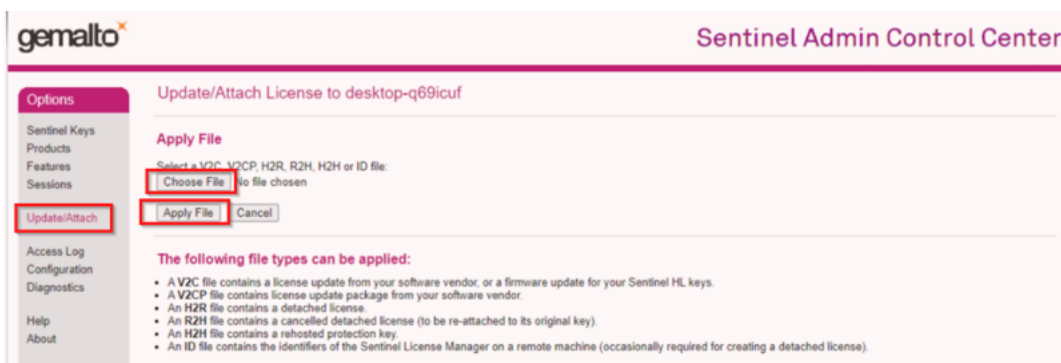 gemalto
Sentinel Admin Control Center
Options
Sentinel Keys
Products
Features
Sessions
Update/Attach
Access Log
Configuration
Diagnostics
Help
About
Update/Attach License to desktop-q69icuf
Apply File
Select a V2C, V2CP, H2R, R2H, H2H or ID file:
Choose File No file chosen
Apply File Cancel
The following file types can be applied:
• A V2C file contains a license update from your software vendor, or a firmware update for your Sentinel HL keys.
• A V2CP file contains license update package from your software vendor.
• An H2R file contains a detached license.
• An R2H file contains a cancelled detached license (to be re-attached to its original key).
• An H2H file contains a rehosted protection key.
• An ID file contains the identifiers of the Sentinel License Manager on a remote machine (occasionally required for creating a detached license).